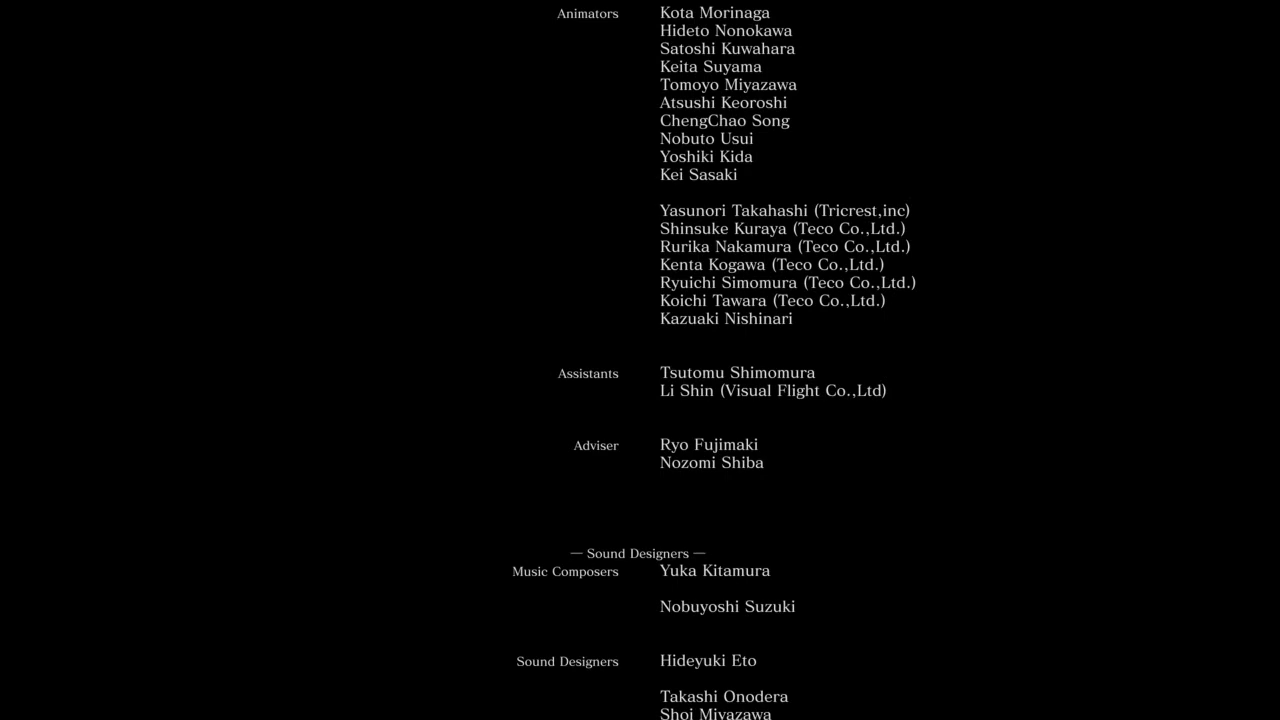 Animators Kota Morinaga
Hideto Nonokawa
Satoshi Kuwahara
Keita Suyama
Tomoyo Miyazawa
Atsushi Keoroshi
ChengChao Song
Nobuto Usui
Yoshiki Kida
Kei Sasaki
Yasunori Takahashi (Tricrest,inc)
Shinsuke Kuraya (Teco Co.,Ltd.)
Rurika Nakamura (Teco Co.,Ltd.)
Kenta Kogawa (Teco Co.,Ltd.)
Ryuichi Simomura (Teco Co.,Ltd.)
Koichi Tawara (Teco Co.,Ltd.)
Kazuaki Nishinari
Assistants Tsutomu Shimomura
Li Shin (Visual Flight Co.,Ltd)
Adviser Ryo Fujimaki
Nozomi Shiba
— Sound Designers —
Music Composers Yuka Kitamura
Nobuyoshi Suzuki
Sound Designers Hideyuki Eto
Takashi Onodera
Shoi Miyazawa